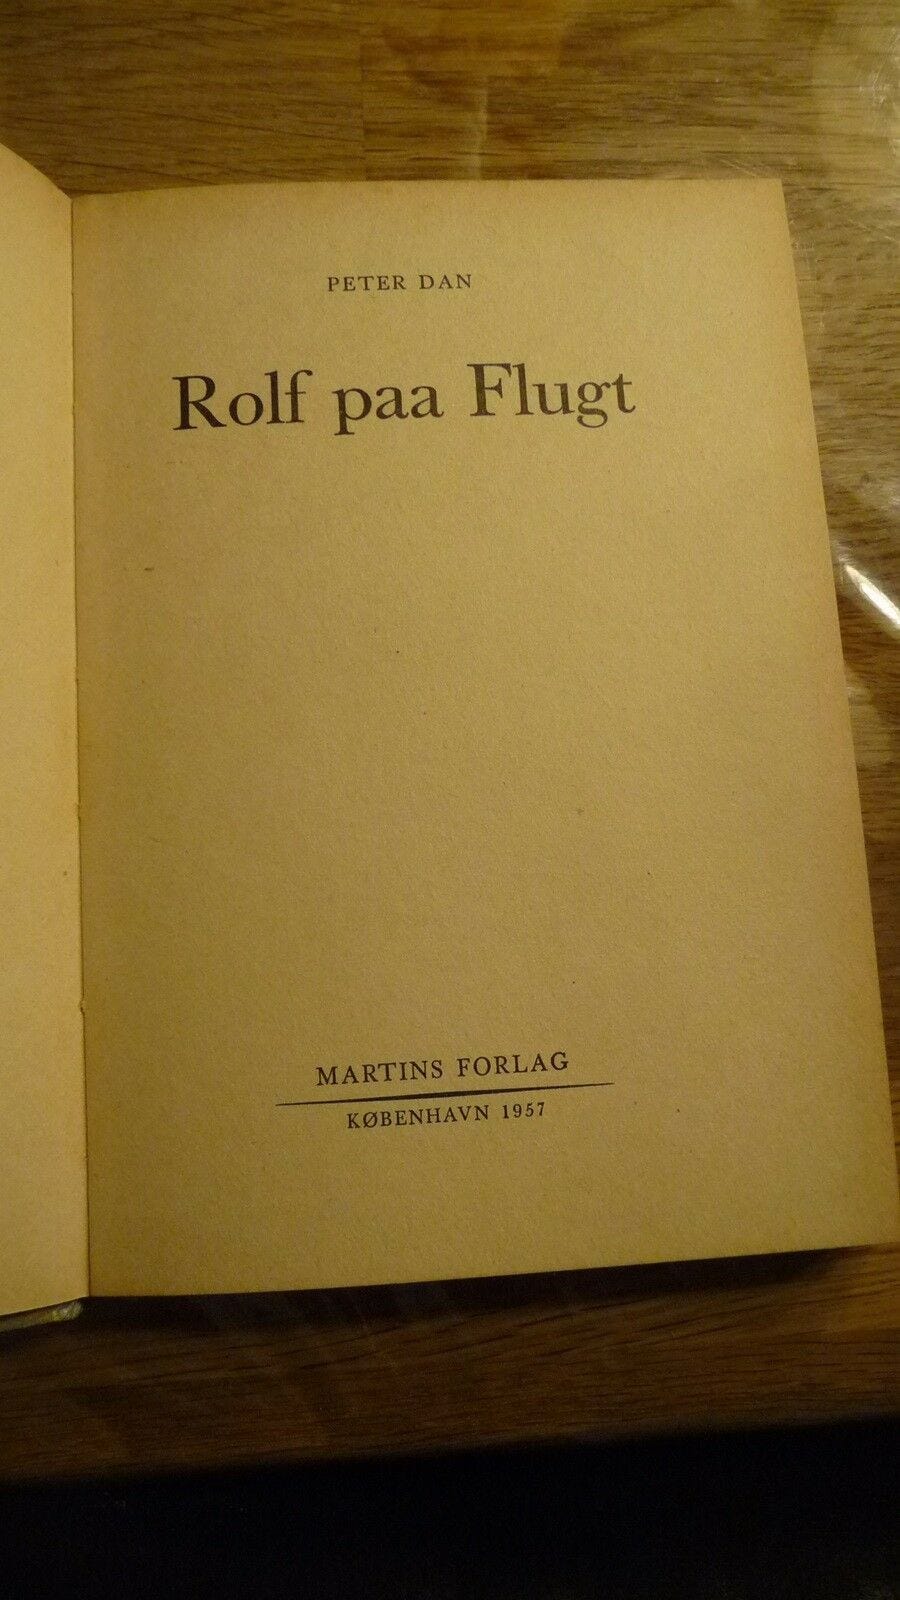 PETER DAN
Rolf paa Flugt
MARTINS FORLAG
KØBENHAVN 1957